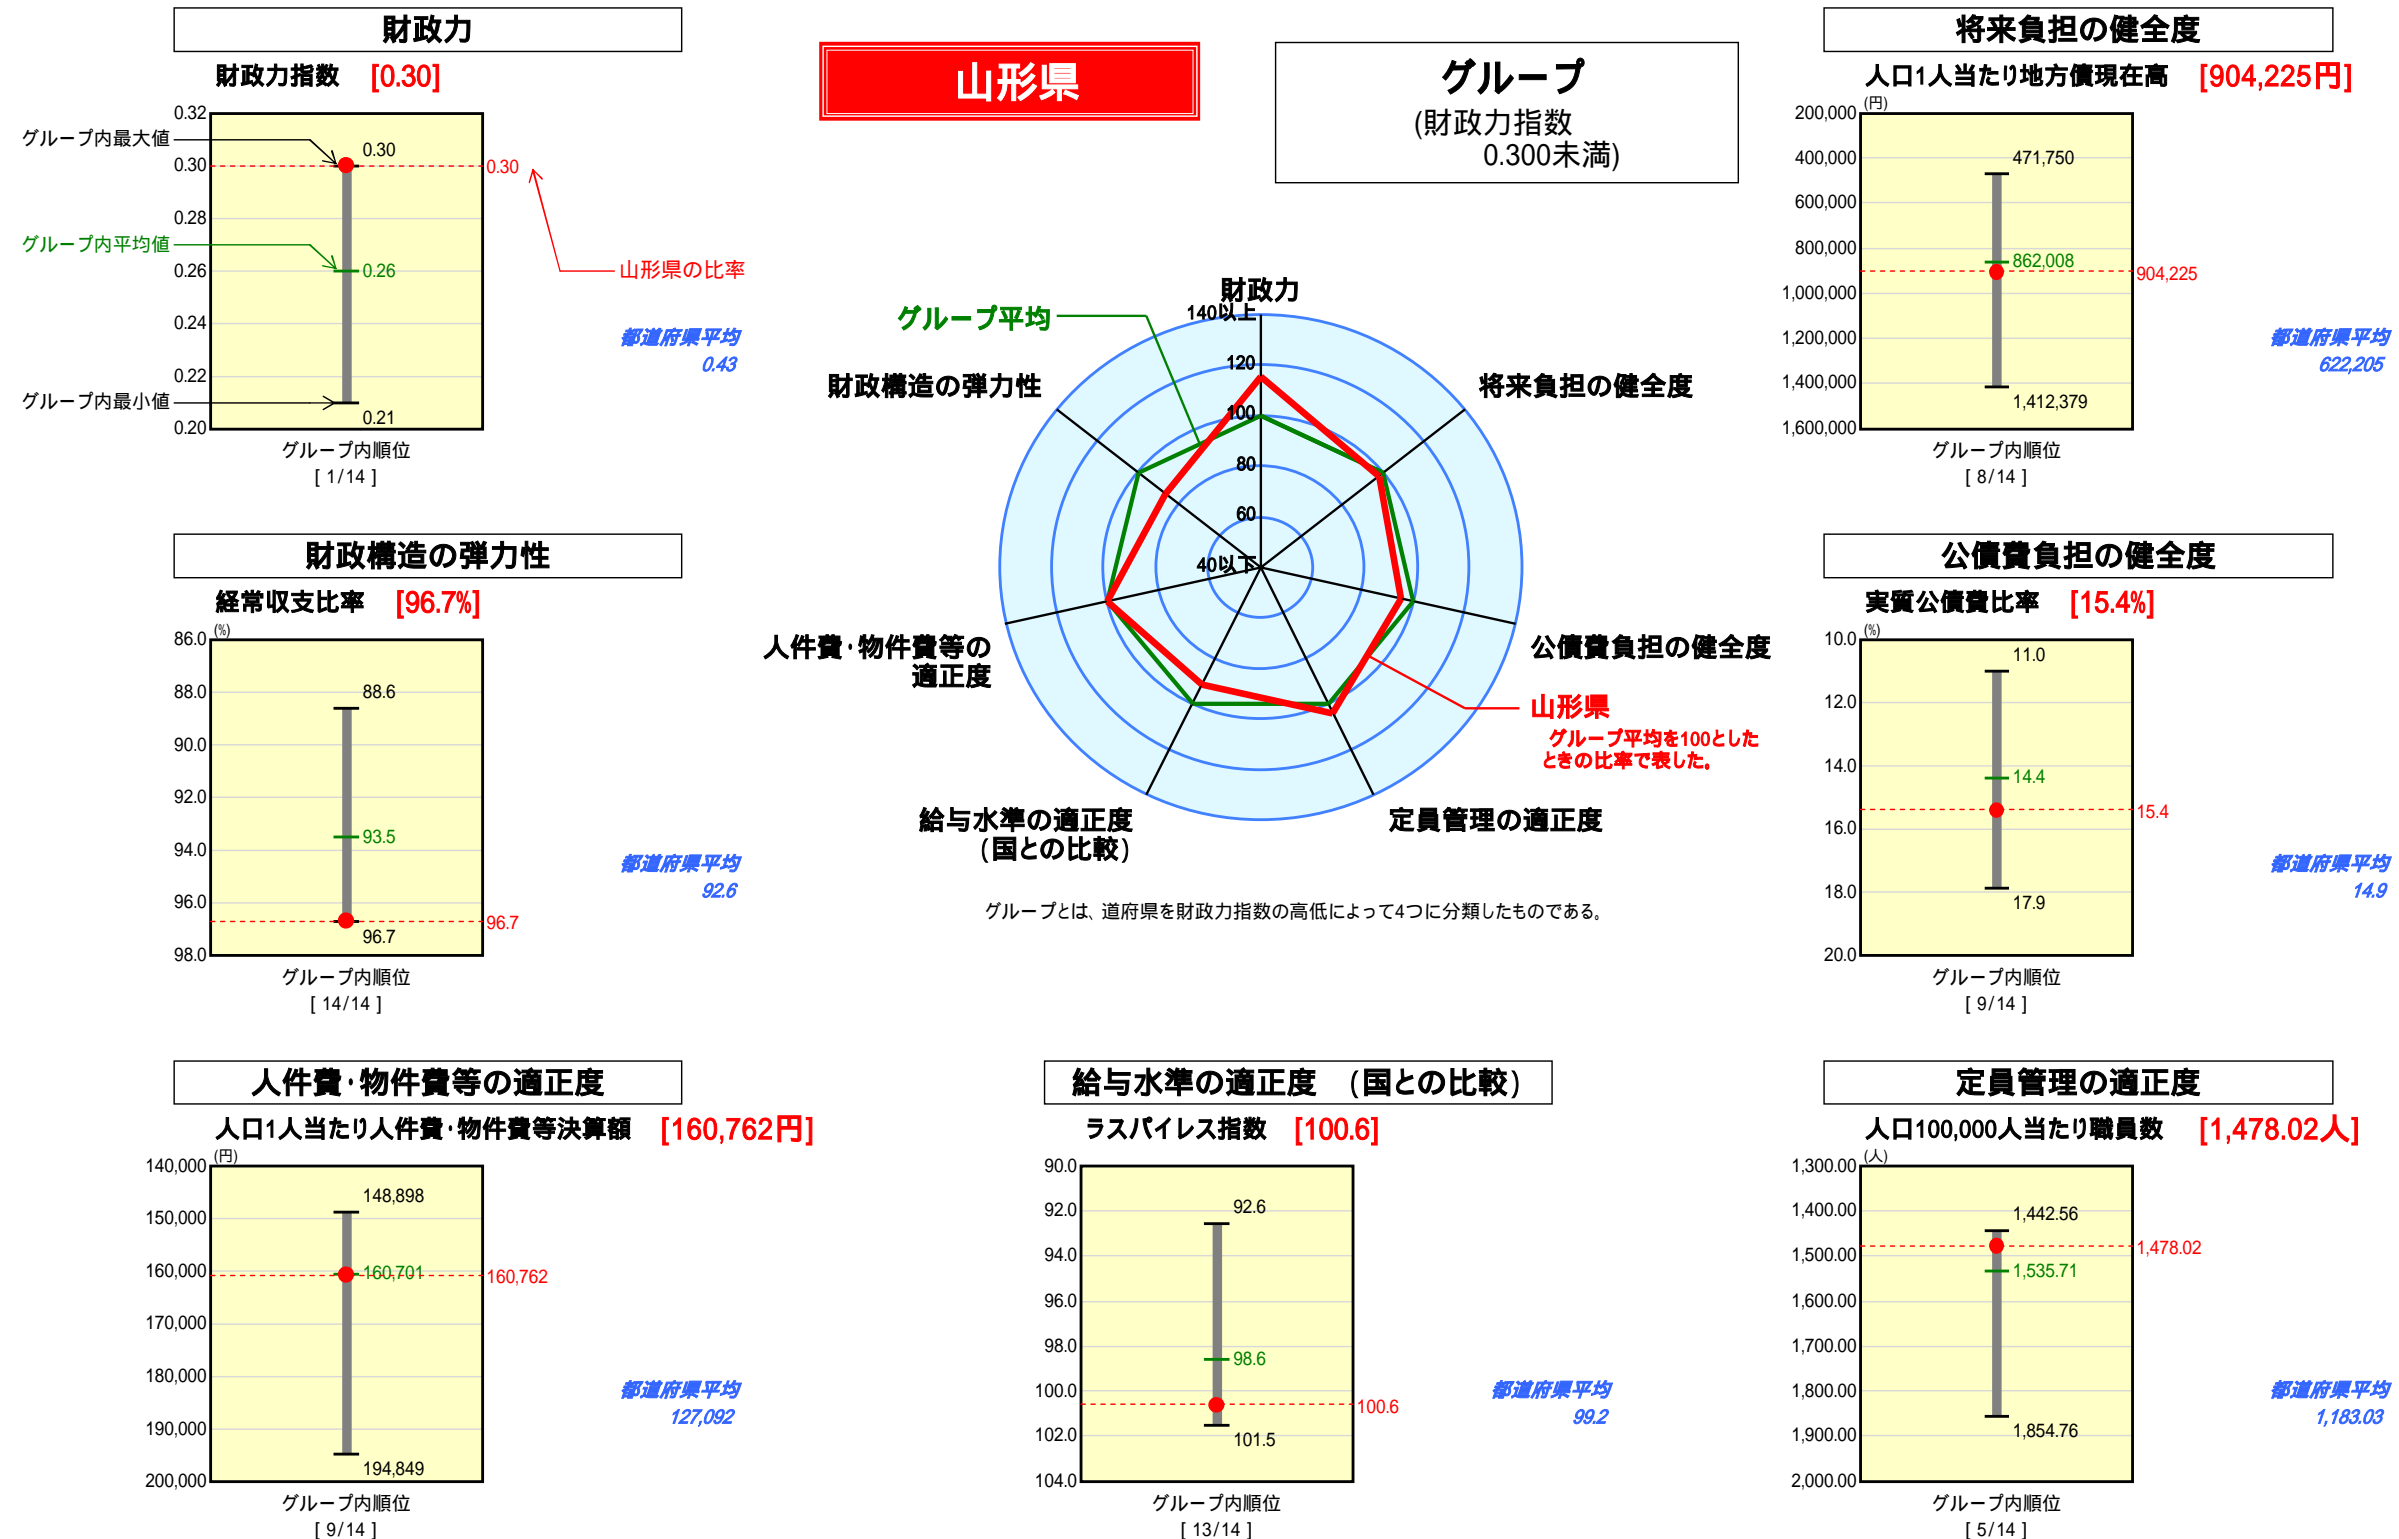 財政力
財政力指数 [0.30]
0.32
0.30
0.28
0.26
0.24
0.22
0.20
グループ内最大値
グループ内平均値
グループ内最小値
0.30
0.26
0.21
0.30
山形県の比率
都道府県平均
0.43
グループ内順位
[ 1/14 ]
山形県
グループ
(財政力指数
0.300未満)
将来負担の健全度
人口1人当たり地方債現在高 [904,225円]
(円)
200,000
400,000
600,000
800,000
1,000,000
1,200,000
1,400,000
1,600,000
471,750
862,008
1,412,379
904,225
都道府県平均
622,205
グループ内順位
[ 8/14 ]
財政力
140以上
120
100
80
60
40以下
グループ平均
財政構造の弾力性
将来負担の健全度
人件費・物件費等の
適正度
公債費負担の健全度
山形県
グループ平均を100とした
ときの比率で表した。
給与水準の適正度
(国との比較)
定員管理の適正度
グループとは、道府県を財政力指数の高低によって4つに分類したものである。
財政構造の弾力性
経常収支比率 [96.7%]
(%)
86.0
88.0
90.0
92.0
94.0
96.0
98.0
88.6
93.5
96.7
96.7
都道府県平均
92.6
グループ内順位
[ 14/14 ]
公債費負担の健全度
実質公債費比率 [15.4%]
(%)
10.0
12.0
14.0
16.0
18.0
20.0
11.0
14.4
17.9
15.4
都道府県平均
14.9
グループ内順位
[ 9/14 ]
人件費・物件費等の適正度
人口1人当たり人件費・物件費等決算額 [160,762円]
(円)
140,000
150,000
160,000
170,000
180,000
190,000
200,000
148,898
160,701
194,849
160,762
都道府県平均
127,092
グループ内順位
[ 9/14 ]
給与水準の適正度 (国との比較)
ラスパイレス指数 [100.6]
90.0
92.0
94.0
96.0
98.0
100.0
102.0
104.0
92.6
98.6
101.5
100.6
都道府県平均
99.2
グループ内順位
[ 13/14 ]
定員管理の適正度
人口100,000人当たり職員数 [1,478.02人]
(人)
1,300.00
1,400.00
1,500.00
1,600.00
1,700.00
1,800.00
1,900.00
2,000.00
1,442.56
1,535.71
1,854.76
1,478.02
都道府県平均
1,183.03
グループ内順位
[ 5/14 ]